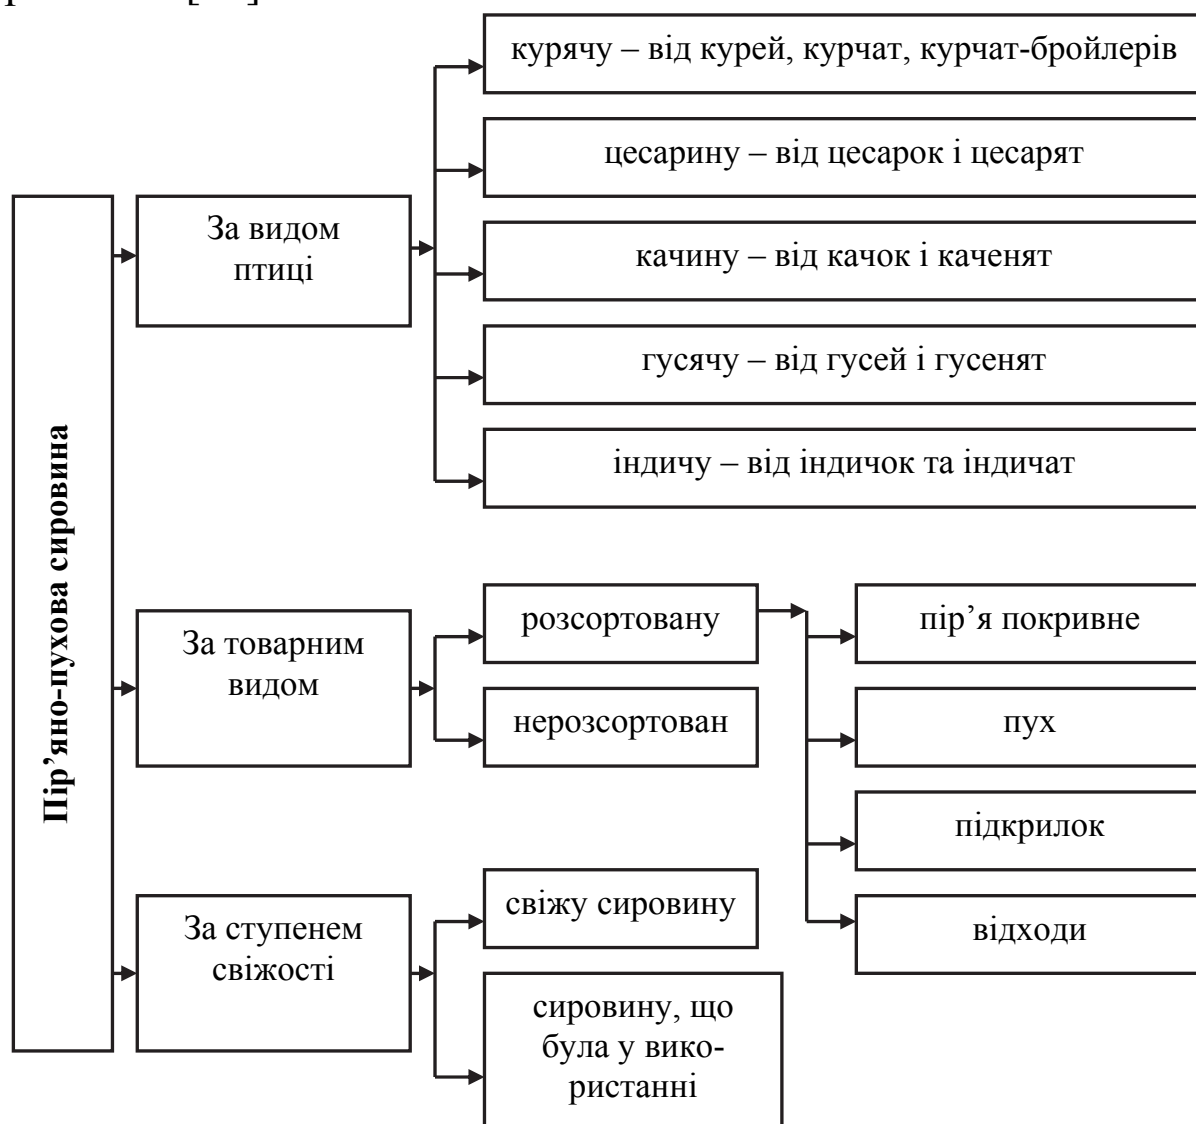 курячу – від курей, курчат, курчат-бройлерів
цесарину – від цесарок і цесарят
качину – від качок і каченят
гусячу – від гусей і гусенят
індичу – від індичок та індичат
За видом
птиці
Пір’яно-пухова сировина
За товарним
видом
розсортовану
нерозсортован
пір’я покривне
пух
підкрилок
відходи
За ступенем
свіжості
свіжу сировину
сировину, що
була у вико-
ристанні